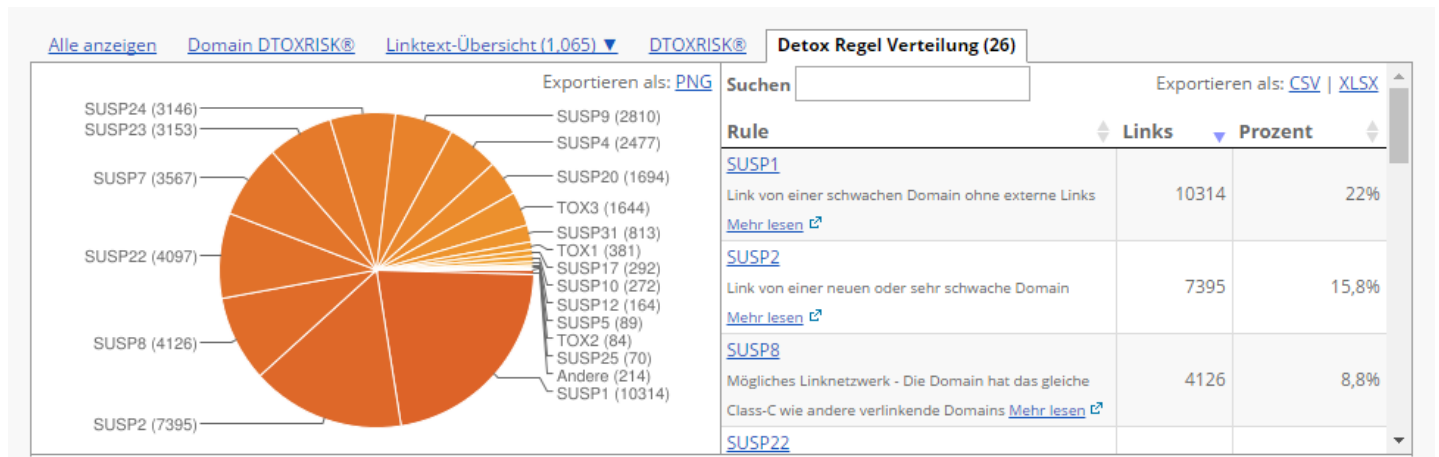 Alle anzeigen Domain DTOXRISK® Linktext-Übersicht (1,065) ▼ DTOXRISK® Detox Regel Verteilung (26)
Exportieren als: PNG
SUSP24 (3146)
SUSP23 (3153)
SUSP7 (3567)
SUSP22 (4097)
SUSP8 (4126)
SUSP2 (7395)
SUSP9 (2810)
SUSP4 (2477)
SUSP20 (1694)
TOX3 (1644)
SUSP31 (813)
TOX1 (381)
SUSP17 (292)
SUSP10 (272)
SUSP12 (164)
SUSP5 (89)
TOX2 (84)
SUSP25 (70)
Andere (214)
SUSP1 (10314)
Suchen Exportieren als: CSV | XLSX
Rule Links Prozent
SUSP1
Link von einer schwachen Domain ohne externe Links 10314 22%
Mehr lesen
SUSP2
Link von einer neuen oder sehr schwache Domain 7395 15,8%
Mehr lesen
SUSP8
Mögliches Linknetzwerk - Die Domain hat das gleiche 4126 8,8%
Class-C wie andere verlinkende Domains Mehr lesen
SUSP22